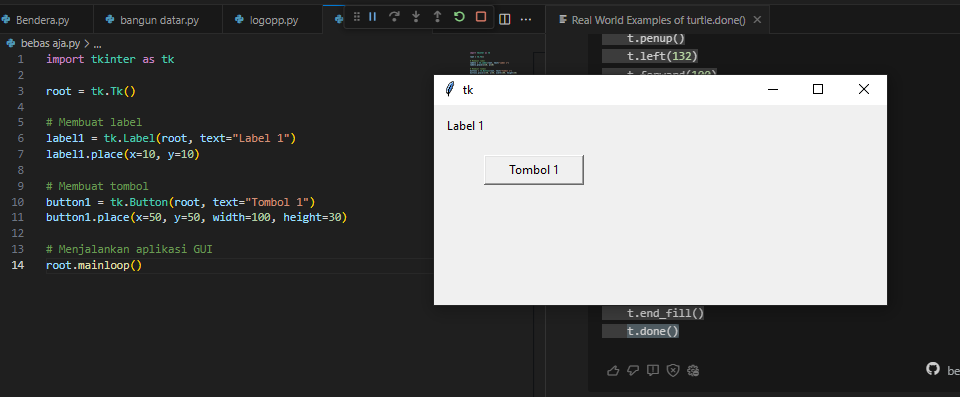 Bendera.py
bangun datar.py
logopp.py
Real World Examples of turtle.done()
bebas aja.py > ...
1 import tkinter as tk
2
3 root = tk.Tk()
4
5 # Membuat label
6 label1 = tk.Label(root, text="Label 1")
7 label1.place(x=10, y=10)
8
9 # Membuat tombol
10 button1 = tk.Button(root, text="Tombol 1")
11 button1.place(x=50, y=50, width=100, height=30)
12
13 # Menjalankan aplikasi GUI
14 root.mainloop()
tk
Label 1
Tombol 1
t.penup()
t.left(132)
t.end_fill()
t.done()
be